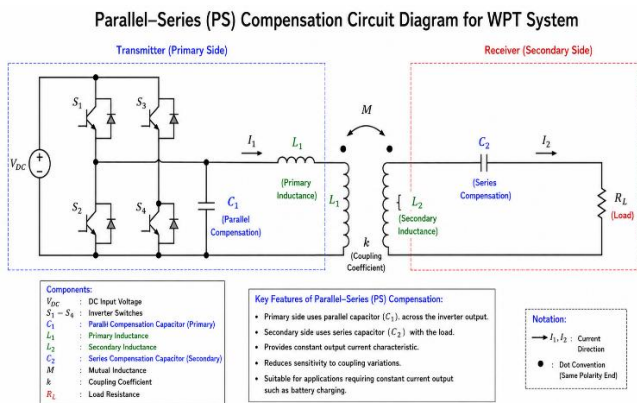 Parallel–Series (PS) Compensation Circuit Diagram for WPT System
Transmitter (Primary Side)
Receiver (Secondary Side)
S₁
S₃
M
I₁
L₁
C₂
I₂
V_DC
(Primary
Inductance)
(Series
Compensation)
S₂
S₄
C₁
(Parallel
Compensation)
L₁
L₂
(Secondary
Inductance)
R_L
(Load)
k
(Coupling
Coefficient)
Components:
V_DC : DC Input Voltage
S₁ − S₄ : Inverter Switches
C₁ : Parallli Cumpensation Capacitor (Primary)
L₁ : Primary Inductance
L₂ : Secondary Inductance
C₂ : Series Compensation Capacitor (Secondary)
M : Mutual Inductance
k : Coupling Coefficient
R_L : Load Resistance
Key Features of Parallel–Series (PS) Compensation:
• Primary side uses parallel capacitor (C₁). across the inverter output.
• Secondary side uses series capacitor (C₂) with the load.
• Provides constant output current characteristic.
• Reduces sensitivity to coupling variations.
• Suitable for applications requiring constant current output
such as battery charging.
Notation:
→ I₁, I₂ : Current
Direction
● : Dot Convention
(Same Polarity End)